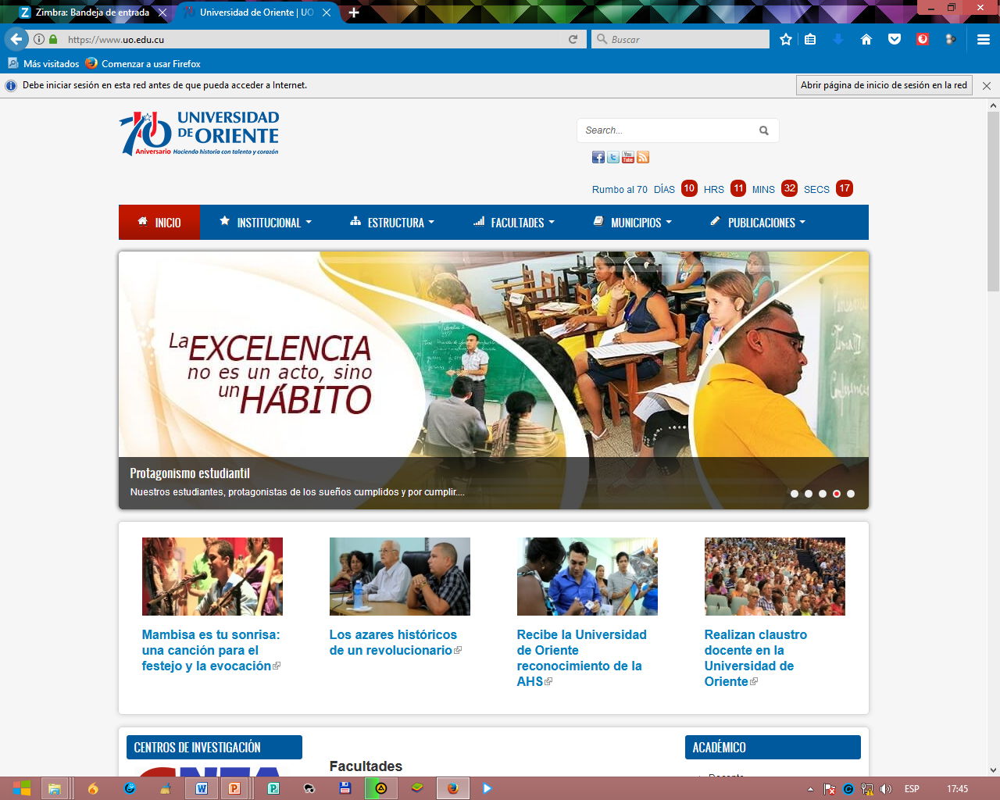 Zimbra: Bandeja de entrada
Universidad de Oriente | UO
https://www.uo.edu.cu
Buscar
Más visitados
Comenzar a usar Firefox
Debe iniciar sesión en esta red antes de que pueda acceder a Internet.
Abrir página de inicio de sesión en la red
70 UNIVERSIDAD
DE ORIENTE
Aniversario Haciendo historia con talento y corazón
Search...
You
Tube
Rumbo al 70 DÍAS 10 HRS 11 MINS 32 SECS 17
INICIO
INSTITUCIONAL
ESTRUCTURA
FACULTADES
MUNICIPIOS
PUBLICACIONES
La EXCELENCIA
no es un acto, sino
un HÁBITO
Protagonismo estudiantil
Nuestros estudiantes, protagonistas de los sueños cumplidos y por cumplir....
Mambisa es tu sonrisa:
una canción para el
festejo y la evocación
Los azares históricos
de un revolucionario
Recibe la Universidad
de Oriente
reconocimiento de la
AHS
Realizan claustro
docente en la
Universidad de
Oriente
CENTROS DE INVESTIGACIÓN
Facultades
ACADÉMICO
Docente
ESP
17:45